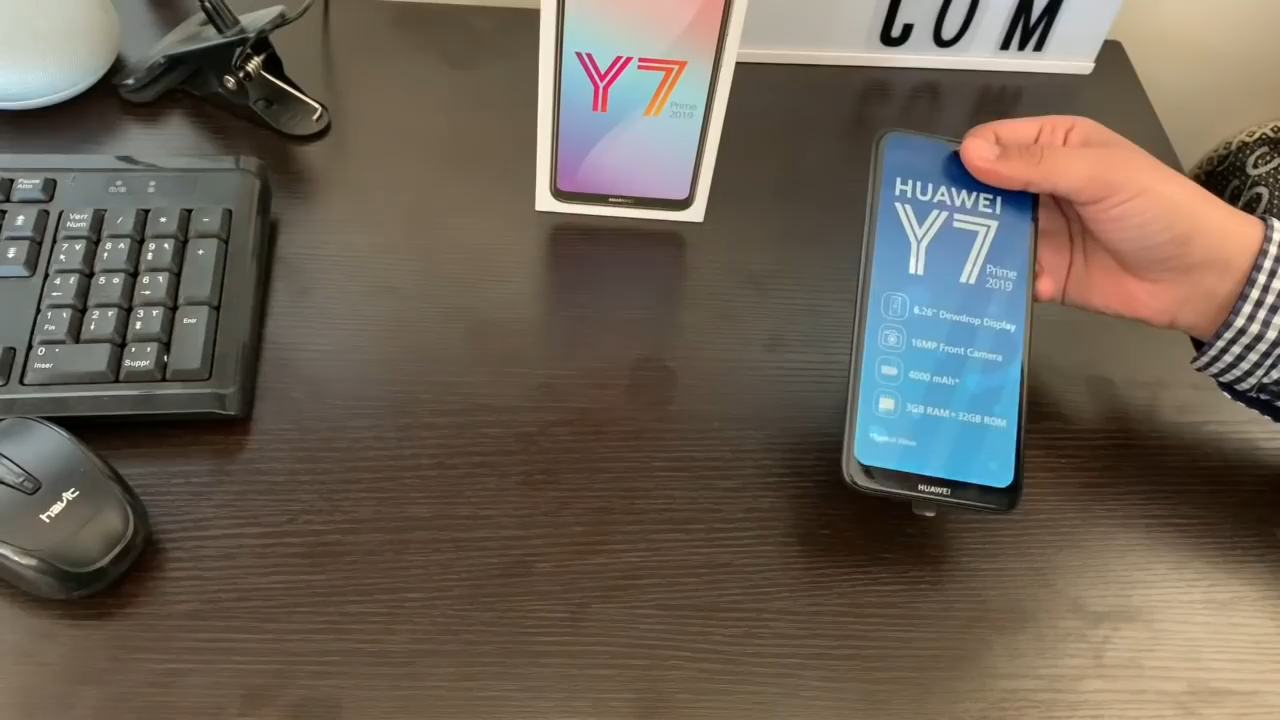 COM
Y7
Prime
2019
HUAWEI
HUAWEI
Y7
Prime
2019
6.26" Dewdrop Display
16MP Front Camera
4000 mAh*
3GB RAM+32GB ROM
HUAWEI
Pause
Attn
Verr
Num
/
*
-
7
8
9
+
4
5
6
1
Fin
2
3
Entr
0
Inser
.
Suppr
havit